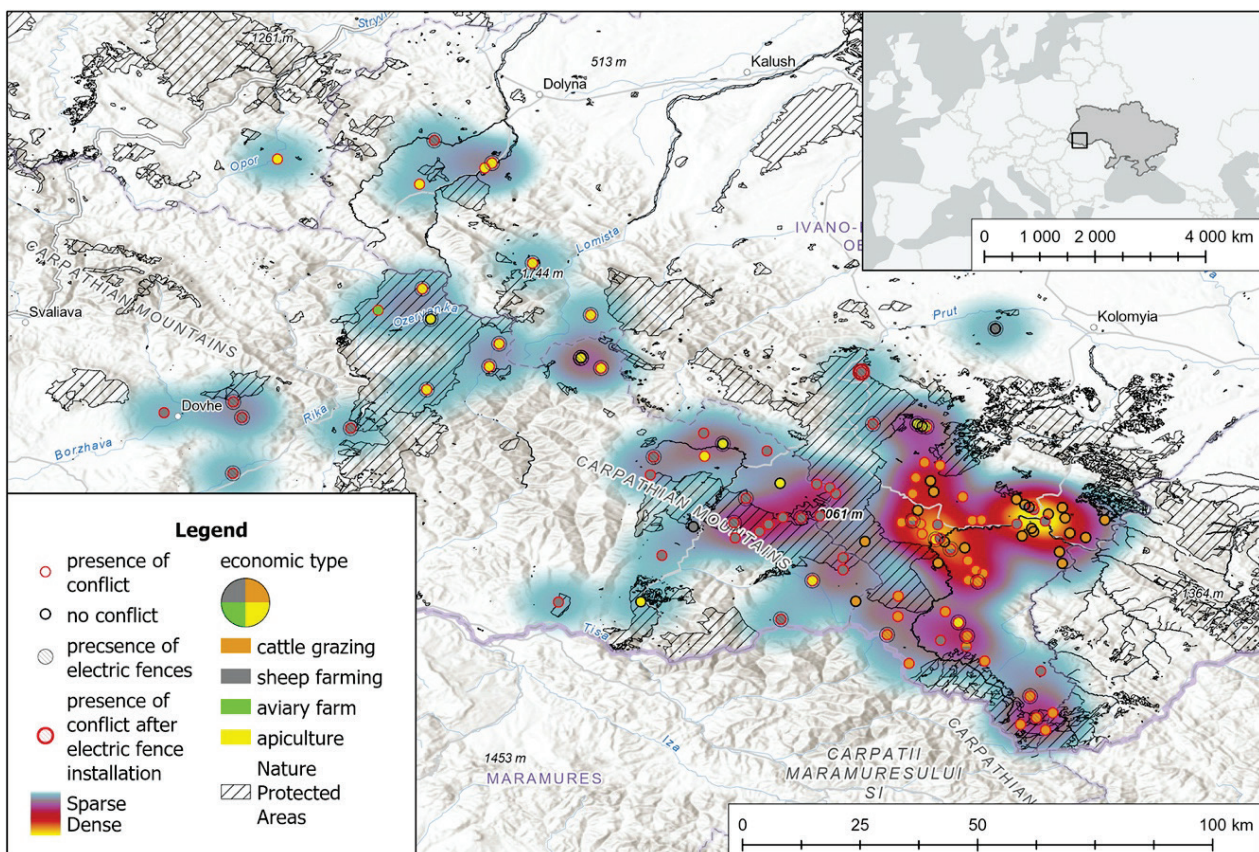 Stryv
1261 m
513 m
Kalush
Dolyna
Opor
IVANO-
OB
Lomista
1744 m
CARPATHIAN MOUNTAINS
Svaliava
Prut
Kolomyia
Dovhe
Rika
Borzhava
CARPATHIAN MOUNTAINS
2061 m
1364 m
Tisa
Iza
1453 m
MARAMURES
CARPATII
MARAMURESULUI
SI
CARPATHIAN
0 1 000 2 000 4 000 km
Legend
presence of
conflict
no conflict
precsence of
electric fences
presence of
conflict after
electric fence
installation
Sparse
Dense
economic type
cattle grazing
sheep farming
aviary farm
apiculture
Nature
Protected
Areas
0 25 50 100 km